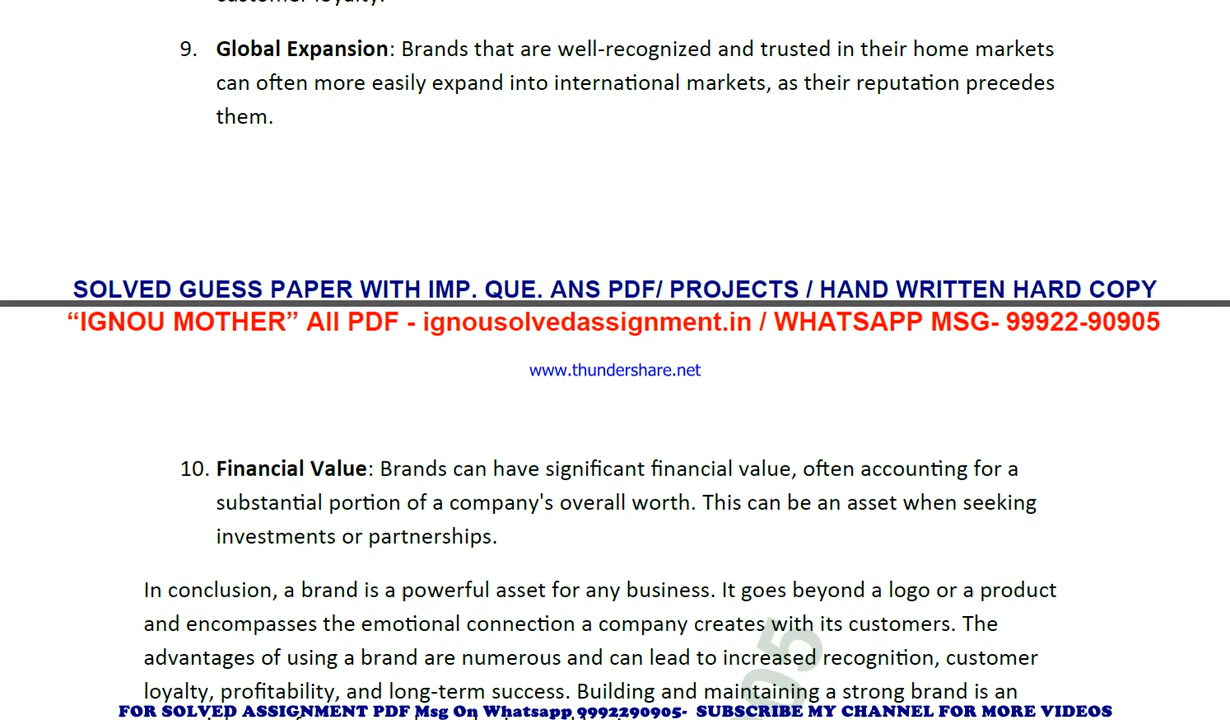 9. Global Expansion: Brands that are well-recognized and trusted in their home markets
can often more easily expand into international markets, as their reputation precedes
them.
SOLVED GUESS PAPER WITH IMP. QUE. ANS PDF/ PROJECTS / HAND WRITTEN HARD COPY
“IGNOU MOTHER” All PDF - ignousolvedassignment.in / WHATSAPP MSG- 99922-90905
www.thundershare.net
10. Financial Value: Brands can have significant financial value, often accounting for a
substantial portion of a company's overall worth. This can be an asset when seeking
investments or partnerships.
In conclusion, a brand is a powerful asset for any business. It goes beyond a logo or a product
and encompasses the emotional connection a company creates with its customers. The
advantages of using a brand are numerous and can lead to increased recognition, customer
loyalty, profitability, and long-term success. Building and maintaining a strong brand is an
FOR SOLVED ASSIGNMENT PDF Msg On Whatsapp 9992290905- SUBSCRIBE MY CHANNEL FOR MORE VIDEOS